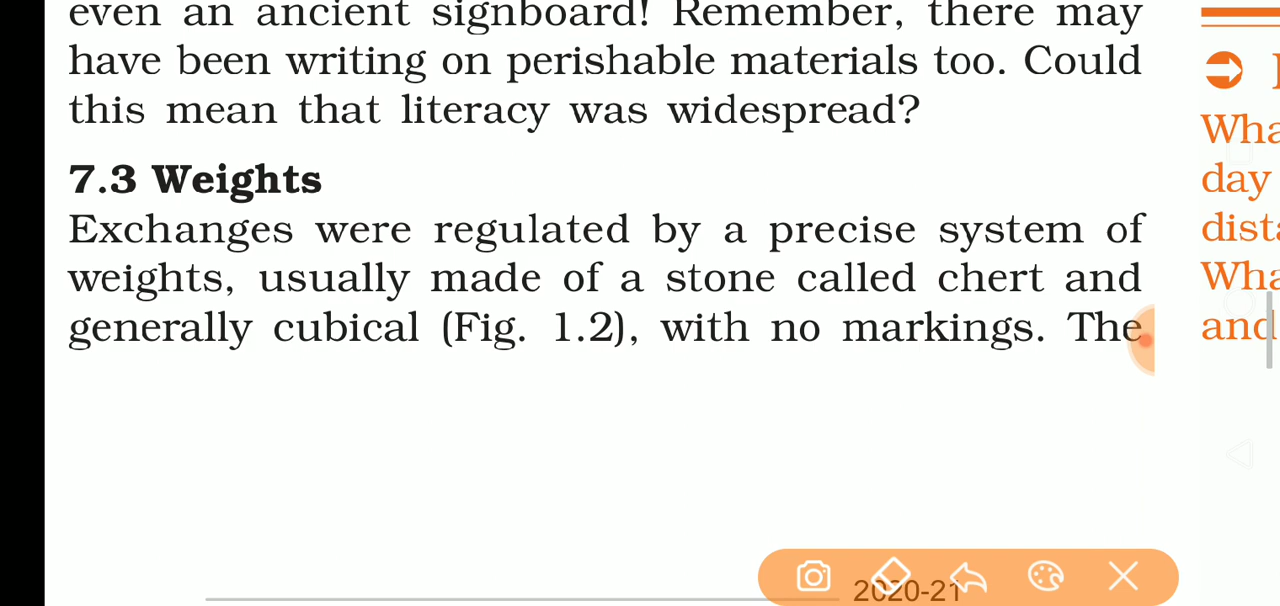 even an ancient signboard! Remember, there may
have been writing on perishable materials too. Could
this mean that literacy was widespread?
7.3 Weights
Exchanges were regulated by a precise system of
weights, usually made of a stone called chert and
generally cubical (Fig. 1.2), with no markings. The
day
and
2020-21